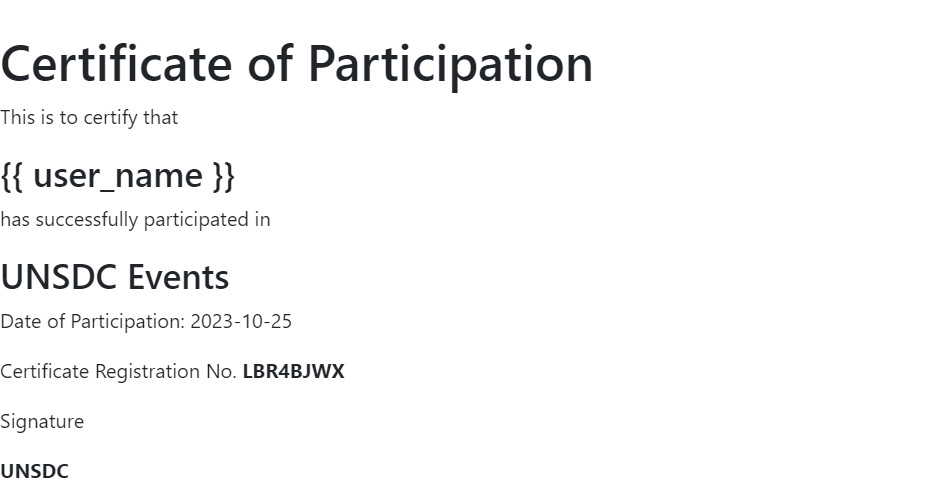 Certificate of Participation
This is to certify that
{{ user_name }}
has successfully participated in
UNSDC Events
Date of Participation: 2023-10-25
Certificate Registration No. LBR4BJWX
Signature
UNSDC